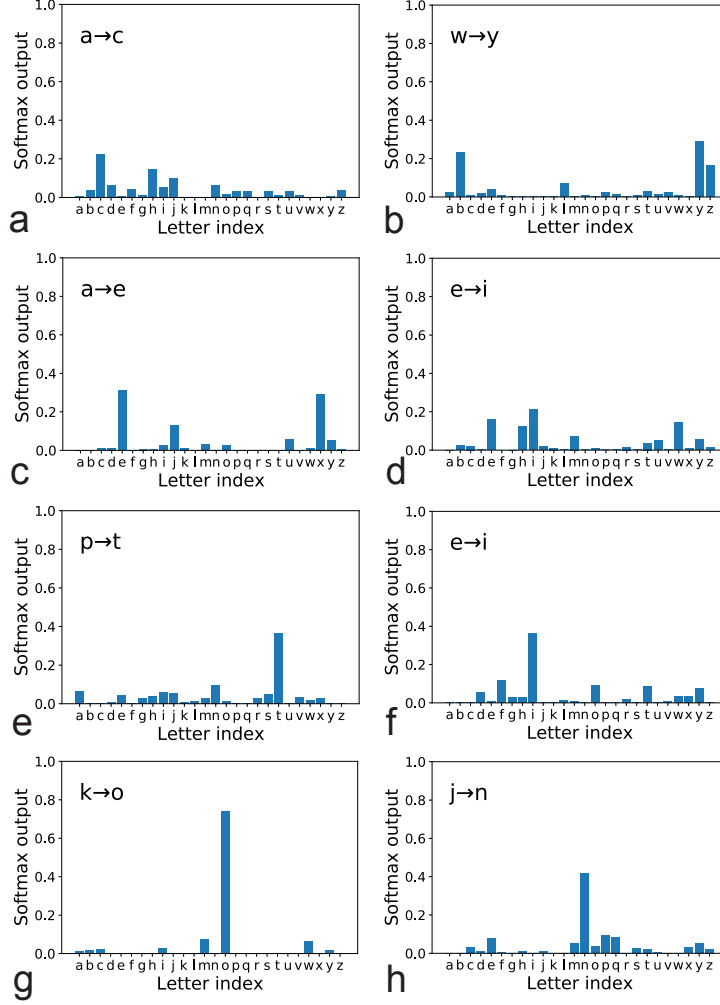 1.0
0.8
0.6
0.4
0.2
0.0
Softmax output
a→c
a b c d e f g h i j k l m n o p q r s t u v w x y z
Letter index
a
1.0
0.8
0.6
0.4
0.2
0.0
Softmax output
w→y
a b c d e f g h i j k l m n o p q r s t u v w x y z
Letter index
b
1.0
0.8
0.6
0.4
0.2
0.0
Softmax output
a→e
a b c d e f g h i j k l m n o p q r s t u v w x y z
Letter index
c
1.0
0.8
0.6
0.4
0.2
0.0
Softmax output
e→i
a b c d e f g h i j k l m n o p q r s t u v w x y z
Letter index
d
1.0
0.8
0.6
0.4
0.2
0.0
Softmax output
p→t
a b c d e f g h i j k l m n o p q r s t u v w x y z
Letter index
e
1.0
0.8
0.6
0.4
0.2
0.0
Softmax output
e→i
a b c d e f g h i j k l m n o p q r s t u v w x y z
Letter index
f
1.0
0.8
0.6
0.4
0.2
0.0
Softmax output
k→o
a b c d e f g h i j k l m n o p q r s t u v w x y z
Letter index
g
1.0
0.8
0.6
0.4
0.2
0.0
Softmax output
j→n
a b c d e f g h i j k l m n o p q r s t u v w x y z
Letter index
h